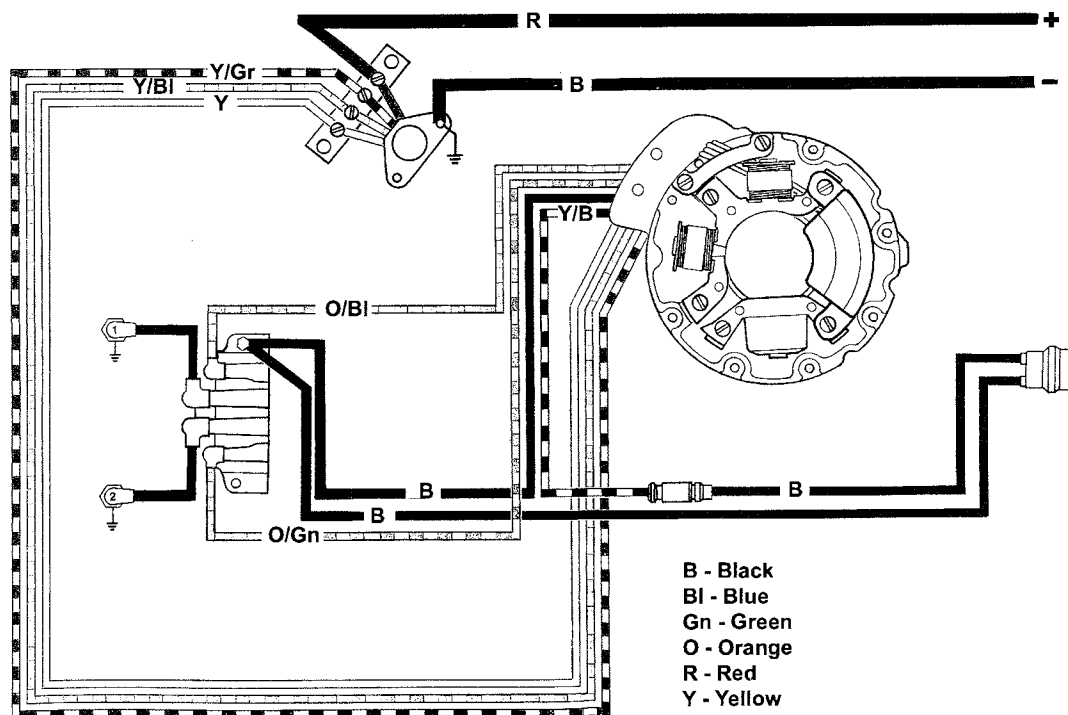 R
+
Y/Gr
Y/Bl
B
-
Y
Y/B
O/Bl
1
2
B
B
B
O/Gn
B - Black
Bl - Blue
Gn - Green
O - Orange
R - Red
Y - Yellow